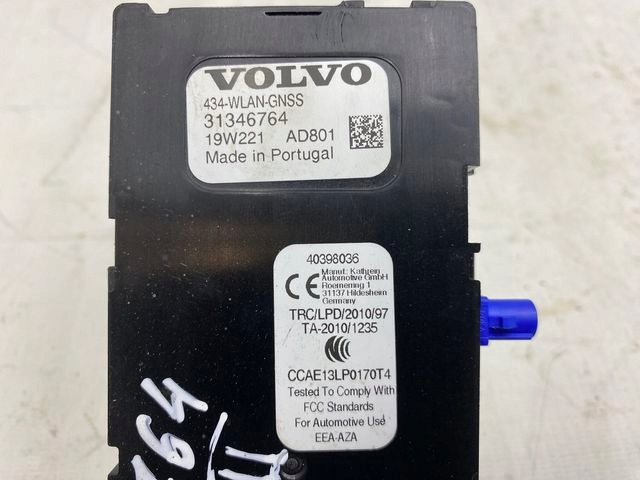 VOLVO
434-WLAN-GNSS
31346764
19W221 AD801
Made in Portugal
40398036
CE
Manuf.: Kathrein
Automotive GmbH
Roemerring 1
31137 Hildesheim
Germany
TRC/LPD/2010/97
TA-2010/1235
CCAE13LP0170T4
Tested To Comply With
FCC Standards
For Automotive Use
EEA-AZA
764